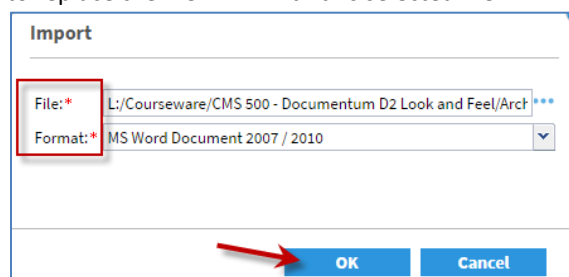 Import
File:* L:/Courseware/CMS 500 - Documentum D2 Look and Feel/Arch
Format:* MS Word Document 2007 / 2010
OK Cancel